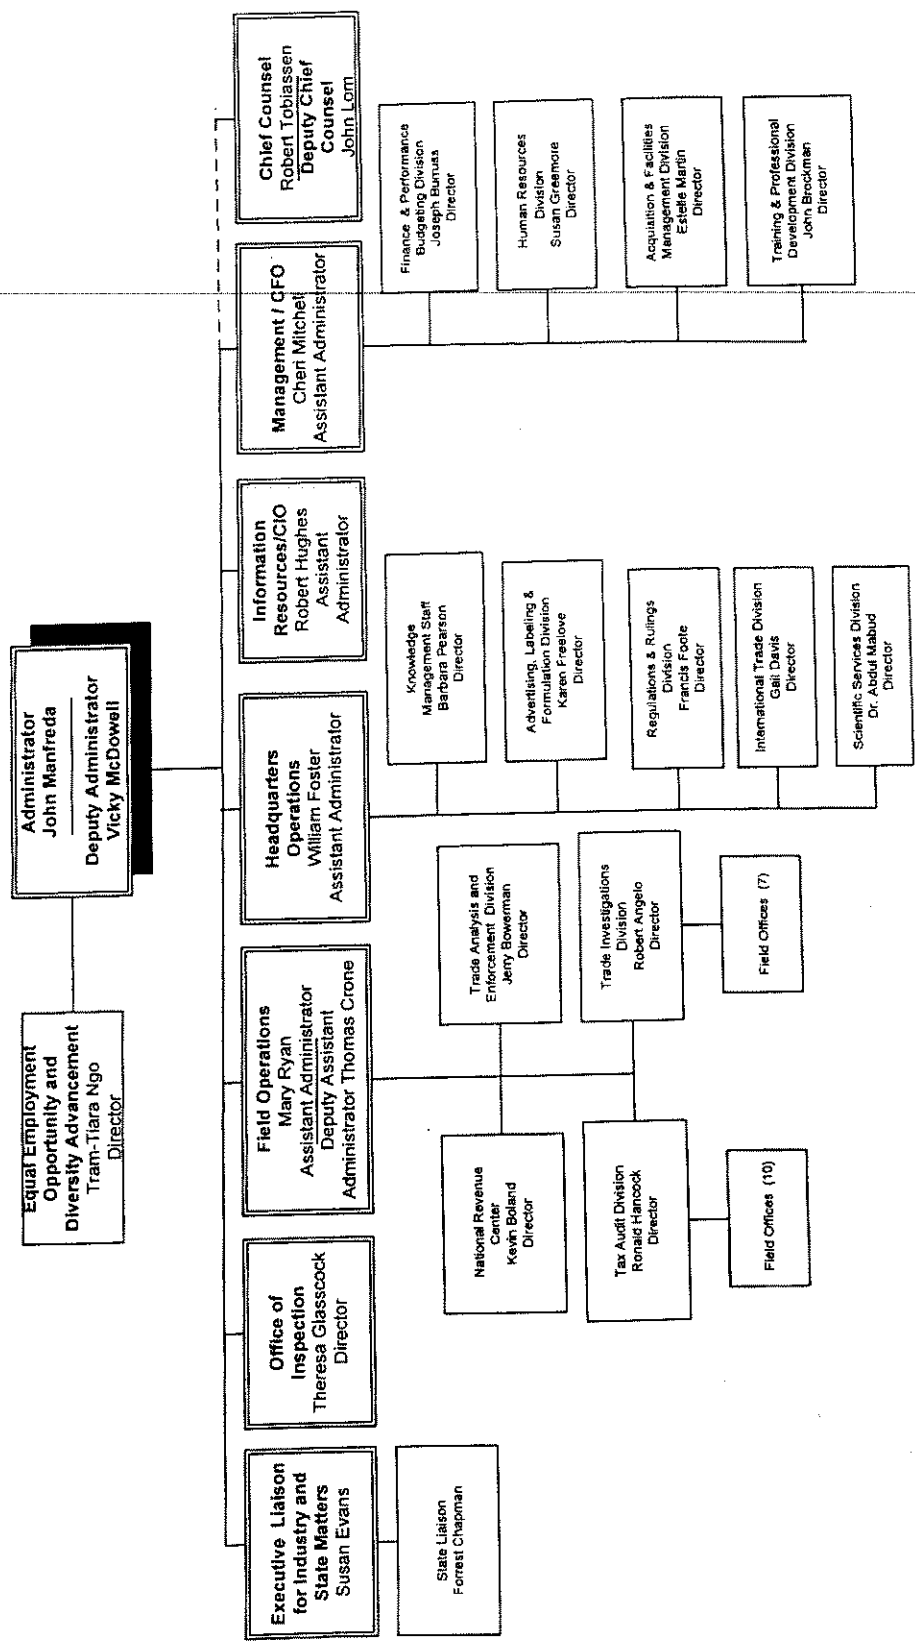 Administrator
John Manfreda
Deputy Administrator
Vicky McDowell
Equal Employment
Opportunity and
Diversity Advancement
Tram-Tiara Ngo
Director
Executive Liaison
for Industry and
State Matters
Susan Evans
Office of
Inspection
Theresa Glasscock
Director
Field Operations
Mary Ryan
Assistant Administrator
Deputy Assistant
Administrator Thomas Crone
Headquarters
Operations
William Foster
Assistant Administrator
Information
Resources/CIO
Robert Hughes
Assistant
Administrator
Management / CFO
Cheri Mitchell
Assistant Administrator
Chief Counsel
Robert Tobiassen
Deputy Chief
Counsel
John Lom
State Liaison
Forrest Chapman
National Revenue
Center
Kevin Boland
Director
Trade Analysis and
Enforcement Division
Jerry Bowerman
Director
Tax Audit Division
Ronald Hancock
Director
Trade Investigations
Division
Robert Angelo
Director
Field Offices (10)
Field Offices (7)
Knowledge
Management Staff
Barbara Pearson
Director
Advertising, Labeling &
Formulation Division
Karen Freelove
Director
Regulations & Rulings
Division
Francis Foote
Director
International Trade Division
Gail Davis
Director
Scientific Services Division
Dr. Abdul Mabud
Director
Finance & Performance
Budgeting Division
Joseph Burruss
Director
Human Resources
Division
Susan Greemore
Director
Acquisition & Facilities
Management Division
Estelle Martin
Director
Training & Professional
Development Division
John Brockman
Director